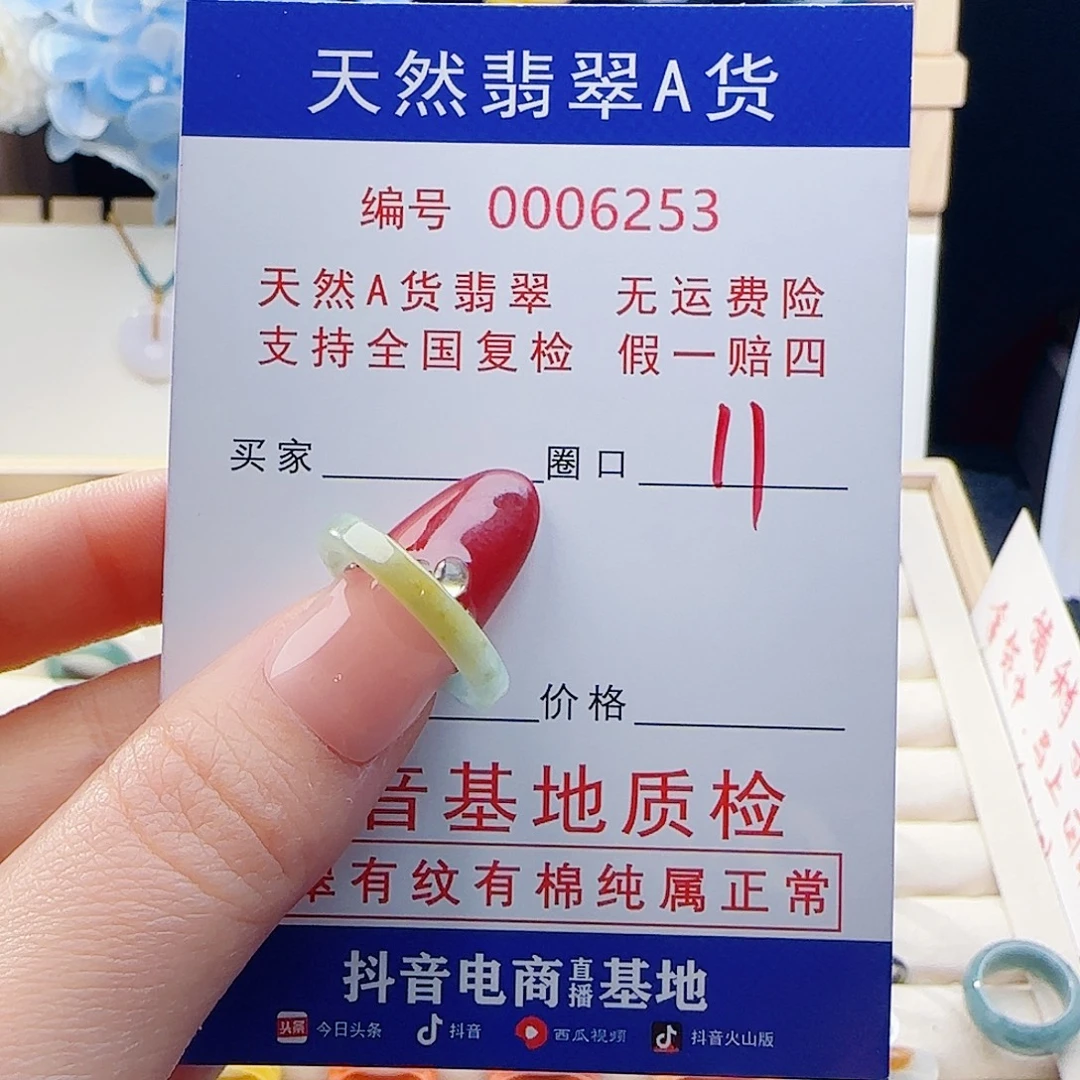 天然翡翠A货
编号 0006253
天然A货翡翠 无运费险
支持全国复检 假一赔四
买家 圈口 11
价格
音基地质检
翠有纹有棉纯属正常
抖音电商直播基地
头条 今日头条 抖音 西瓜视频 抖音火山版